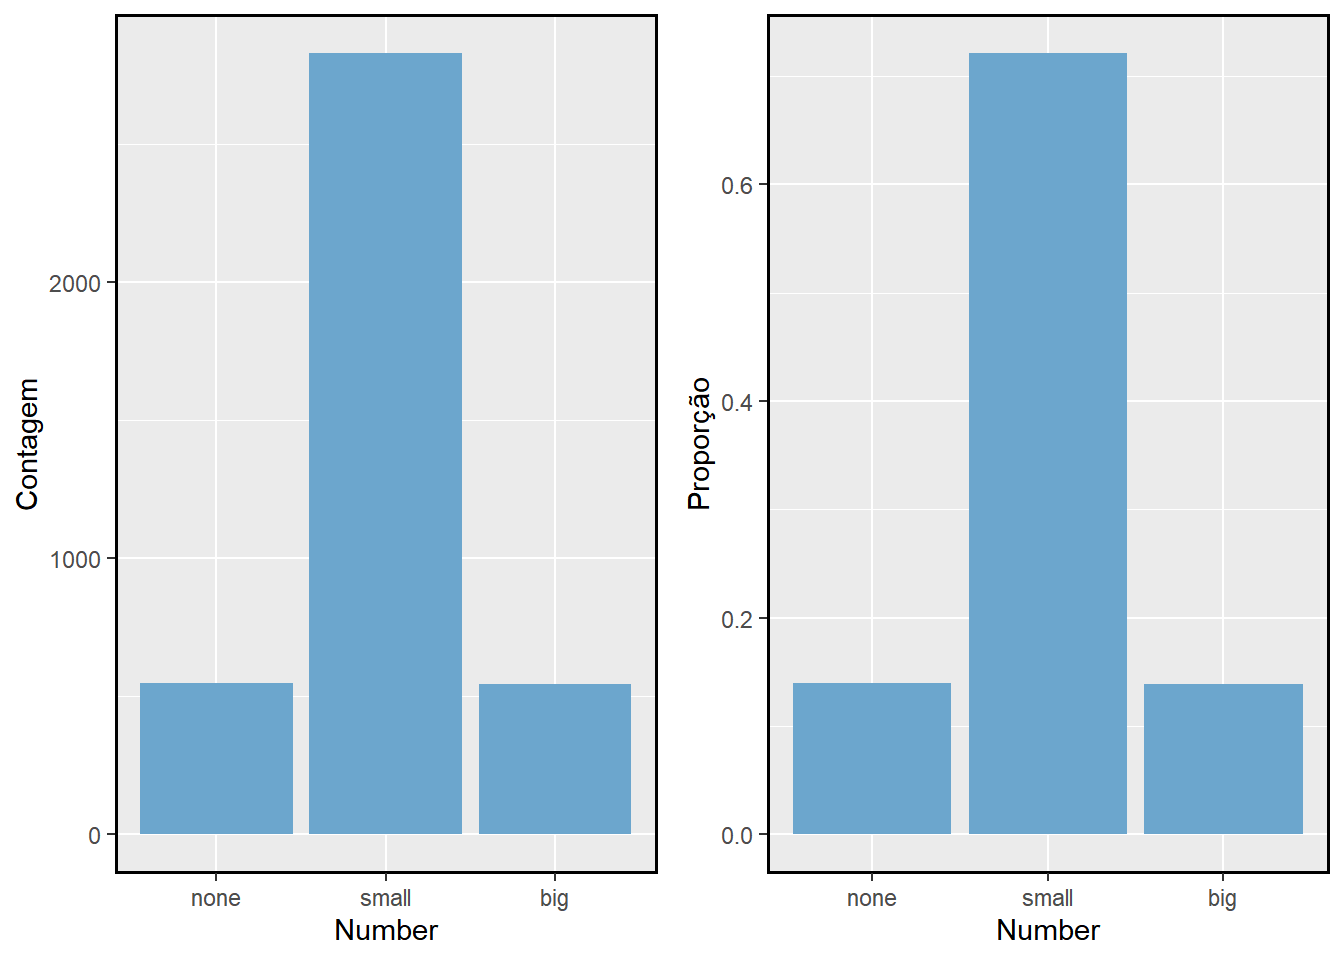 Contagem
2000
1000
0
none small big
Number
Proporção
0.6
0.4
0.2
0.0
none small big
Number